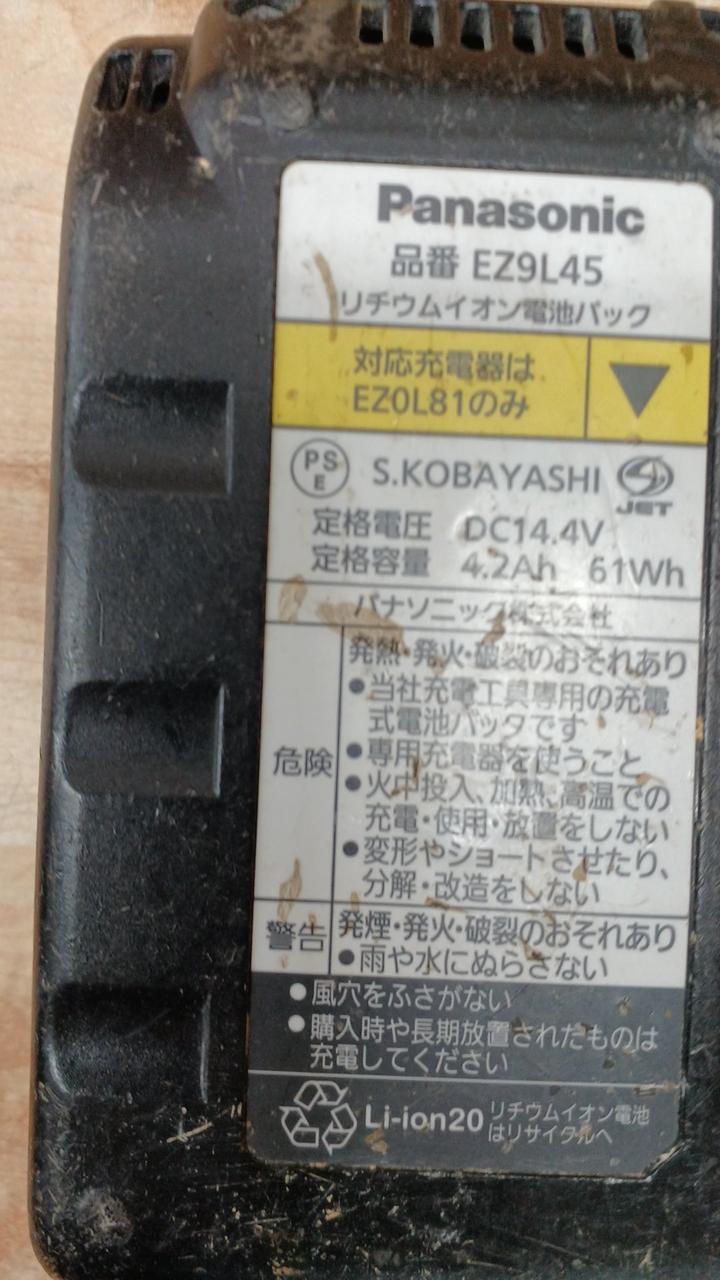 Panasonic
品番 EZ9L45
リチウムイオン電池パック
対応充電器は
EZ0L81のみ
PS
E
S.KOBAYASHI
JET
定格電圧 DC14.4V
定格容量 4.2Ah 61Wh
パナソニック株式会社
危険
発熱・発火・破裂のおそれあり
●当社充電工具専用の充電
式電池パックです
●専用充電器を使うこと
●火中投入、加熱、高温での
充電・使用・放置をしない
●変形やショートさせたり、
分解・改造をしない
警告
発煙・発火・破裂のおそれあり
●雨や水にぬらさない
●風穴をふさがない
●購入時や長期放置されたものは
充電してください
Li-ion20 リチウムイオン電池
はリサイクルへ